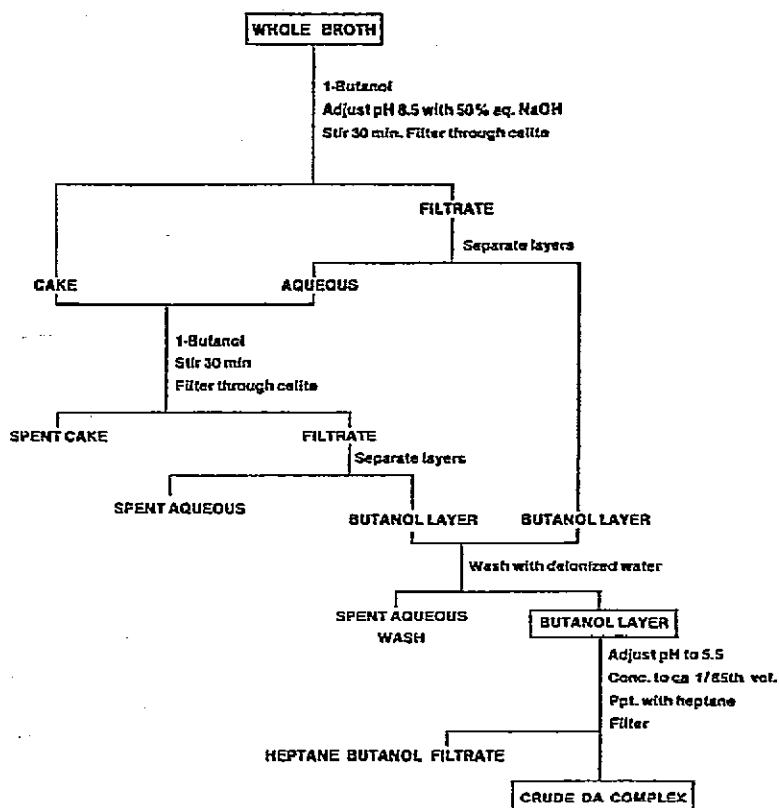 WHOLE BROTH
1-Butanol
Adjust pH 8.5 with 50% aq. NaOH
Stir 30 min. Filter through celite
FILTRATE
Separate layers
CAKE
AQUEOUS
1-Butanol
Stir 30 min
Filter through celite
SPENT CAKE
FILTRATE
Separate layers
SPENT AQUEOUS
BUTANOL LAYER
BUTANOL LAYER
Wash with deionized water
SPENT AQUEOUS
WASH
BUTANOL LAYER
Adjust pH to 5.5
Conc. to ca 1/85th vol.
Ppt. with heptane
Filter
HEPTANE BUTANOL FILTRATE
CRUDE DA COMPLEX